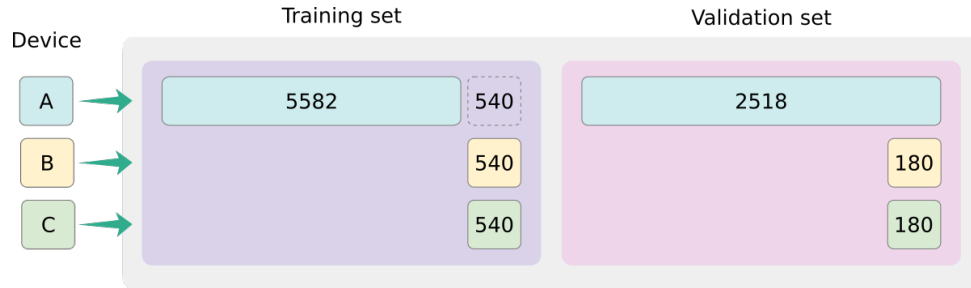 Training set
Validation set
Device
A
5582
540
2518
B
540
180
C
540
180